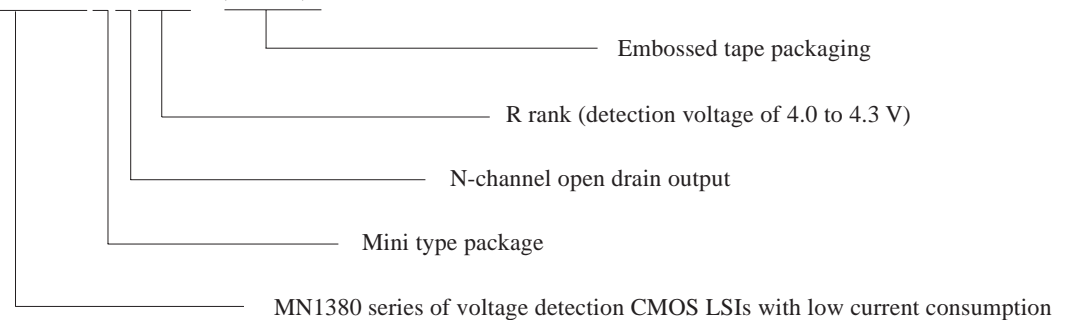 Embossed tape packaging
R rank (detection voltage of 4.0 to 4.3 V)
N-channel open drain output
Mini type package
MN1380 series of voltage detection CMOS LSIs with low current consumption